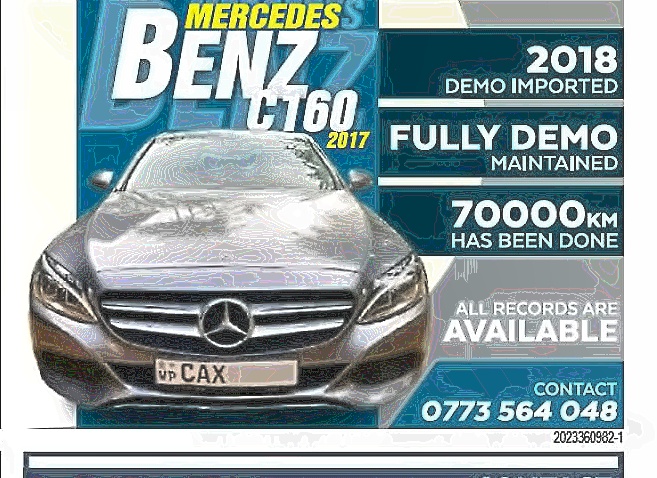 MERCEDES
BENZ
C160
2017
2018
DEMO IMPORTED
FULLY DEMO
MAINTAINED
70000KM
HAS BEEN DONE
ALL RECORDS ARE
AVAILABLE
WP CAX
CONTACT
0773 564 048
2023360982-1